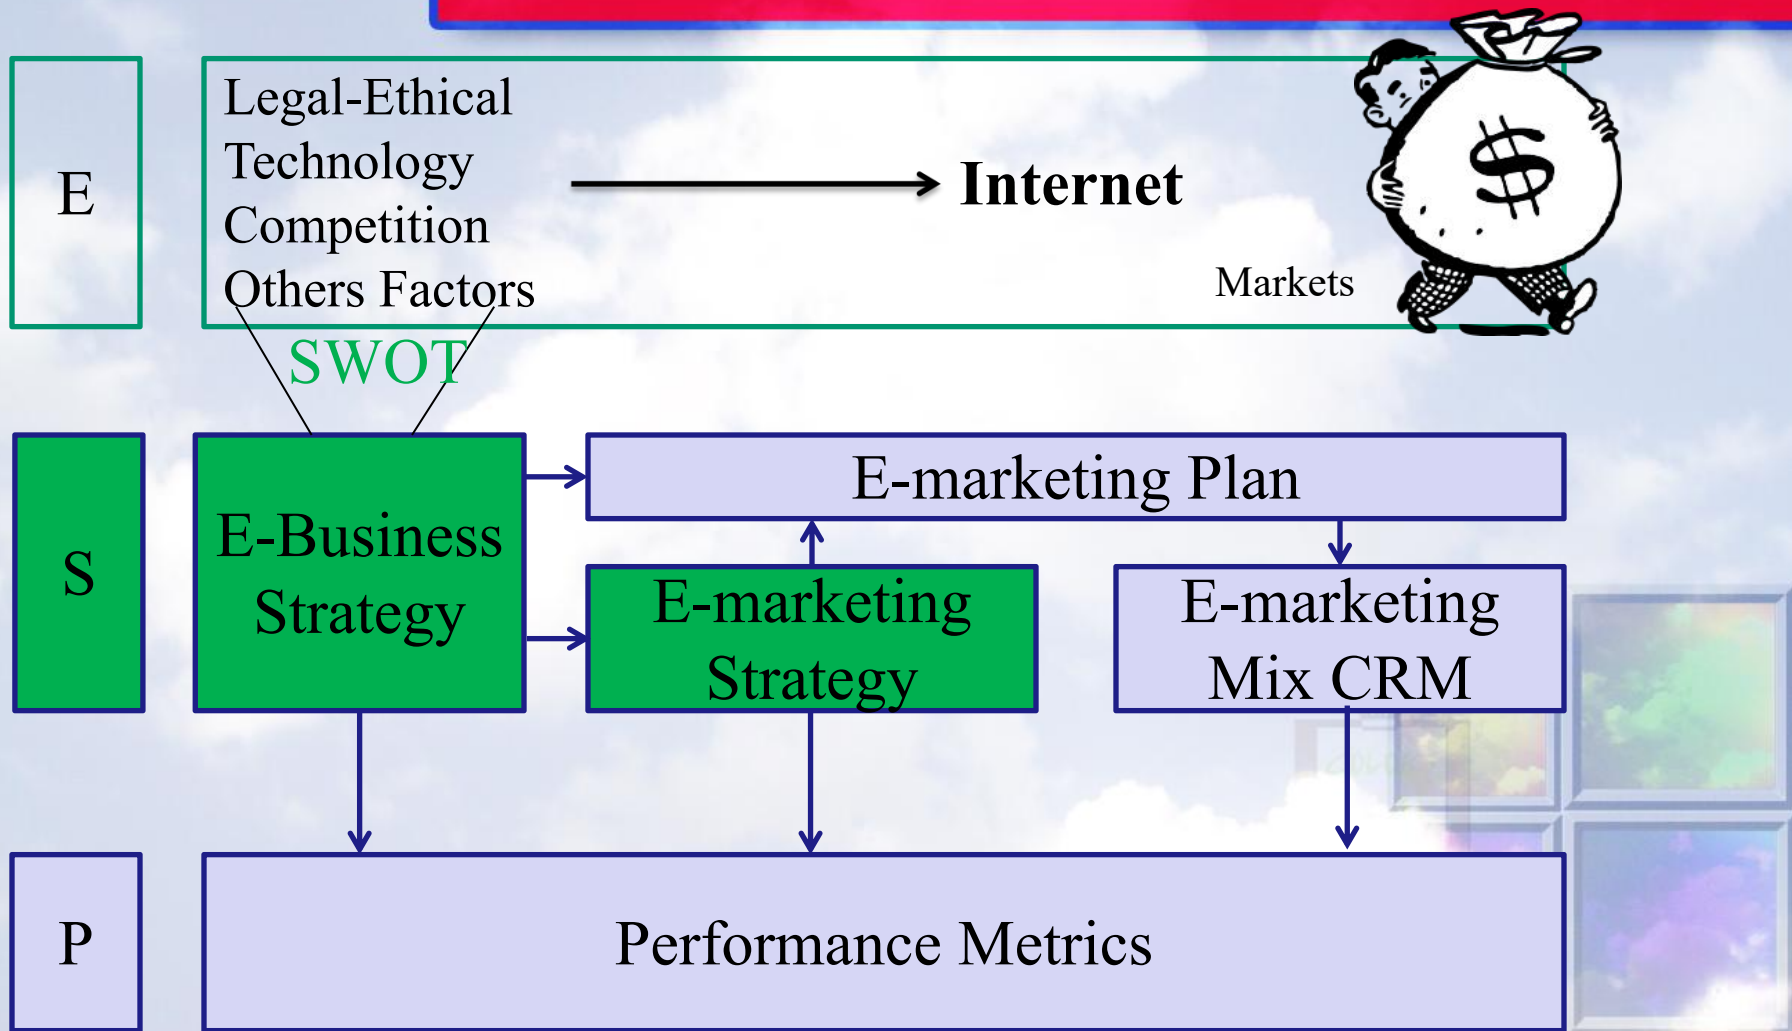 E
Legal-Ethical
Technology
Competition
Others Factors
Internet
$
Markets
SWOT
S
E-Business
Strategy
E-marketing Plan
E-marketing
Strategy
E-marketing
Mix CRM
P
Performance Metrics